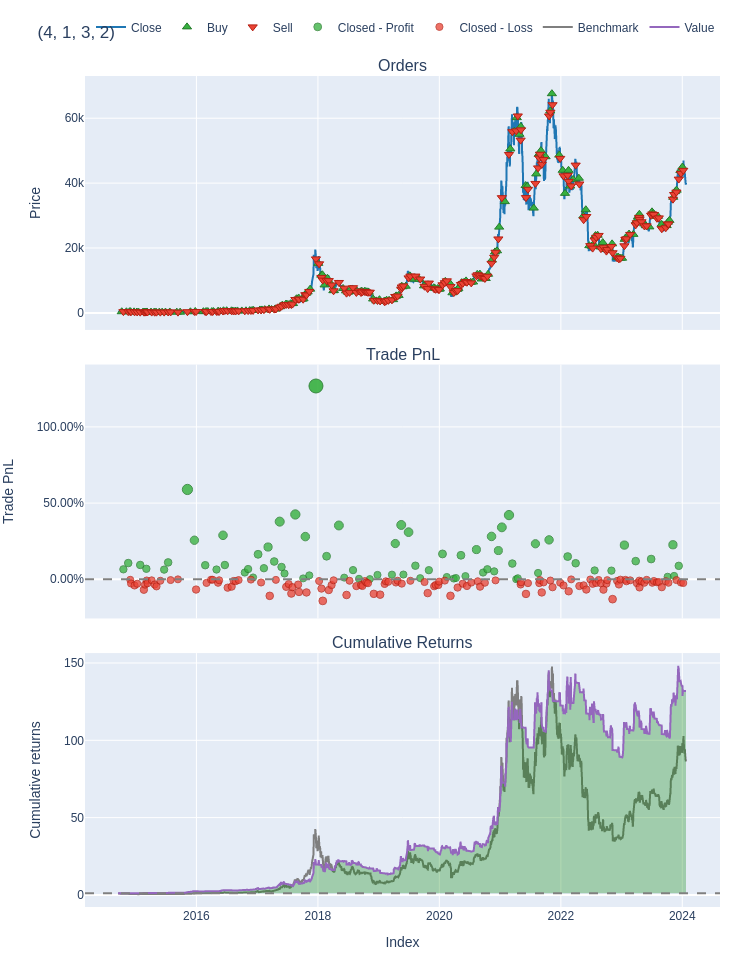 (4, 1, 3, 2)
Close Buy Sell Closed - Profit Closed - Loss Benchmark Value
Orders
60k
40k
20k
0
Price
Trade PnL
100.00%
50.00%
0.00%
Trade PnL
Cumulative Returns
150
100
50
0
Cumulative returns
2016 2018 2020 2022 2024
Index